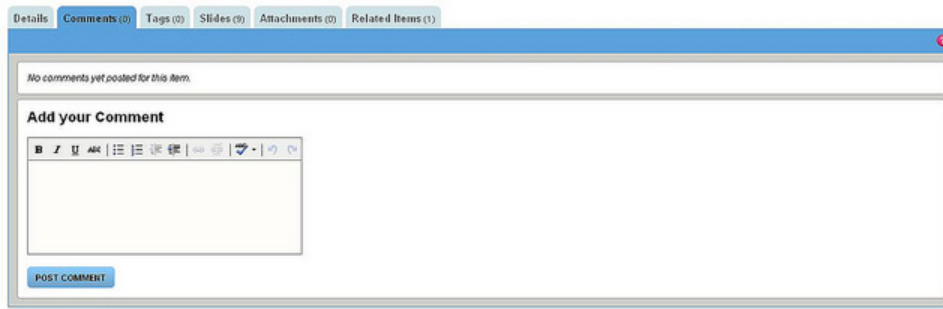 Details Comments (0) Tags (0) Slides (9) Attachments (0) Related Items (1)
No comments yet posted for this item.
Add your Comment
B I U ABC
POST COMMENT